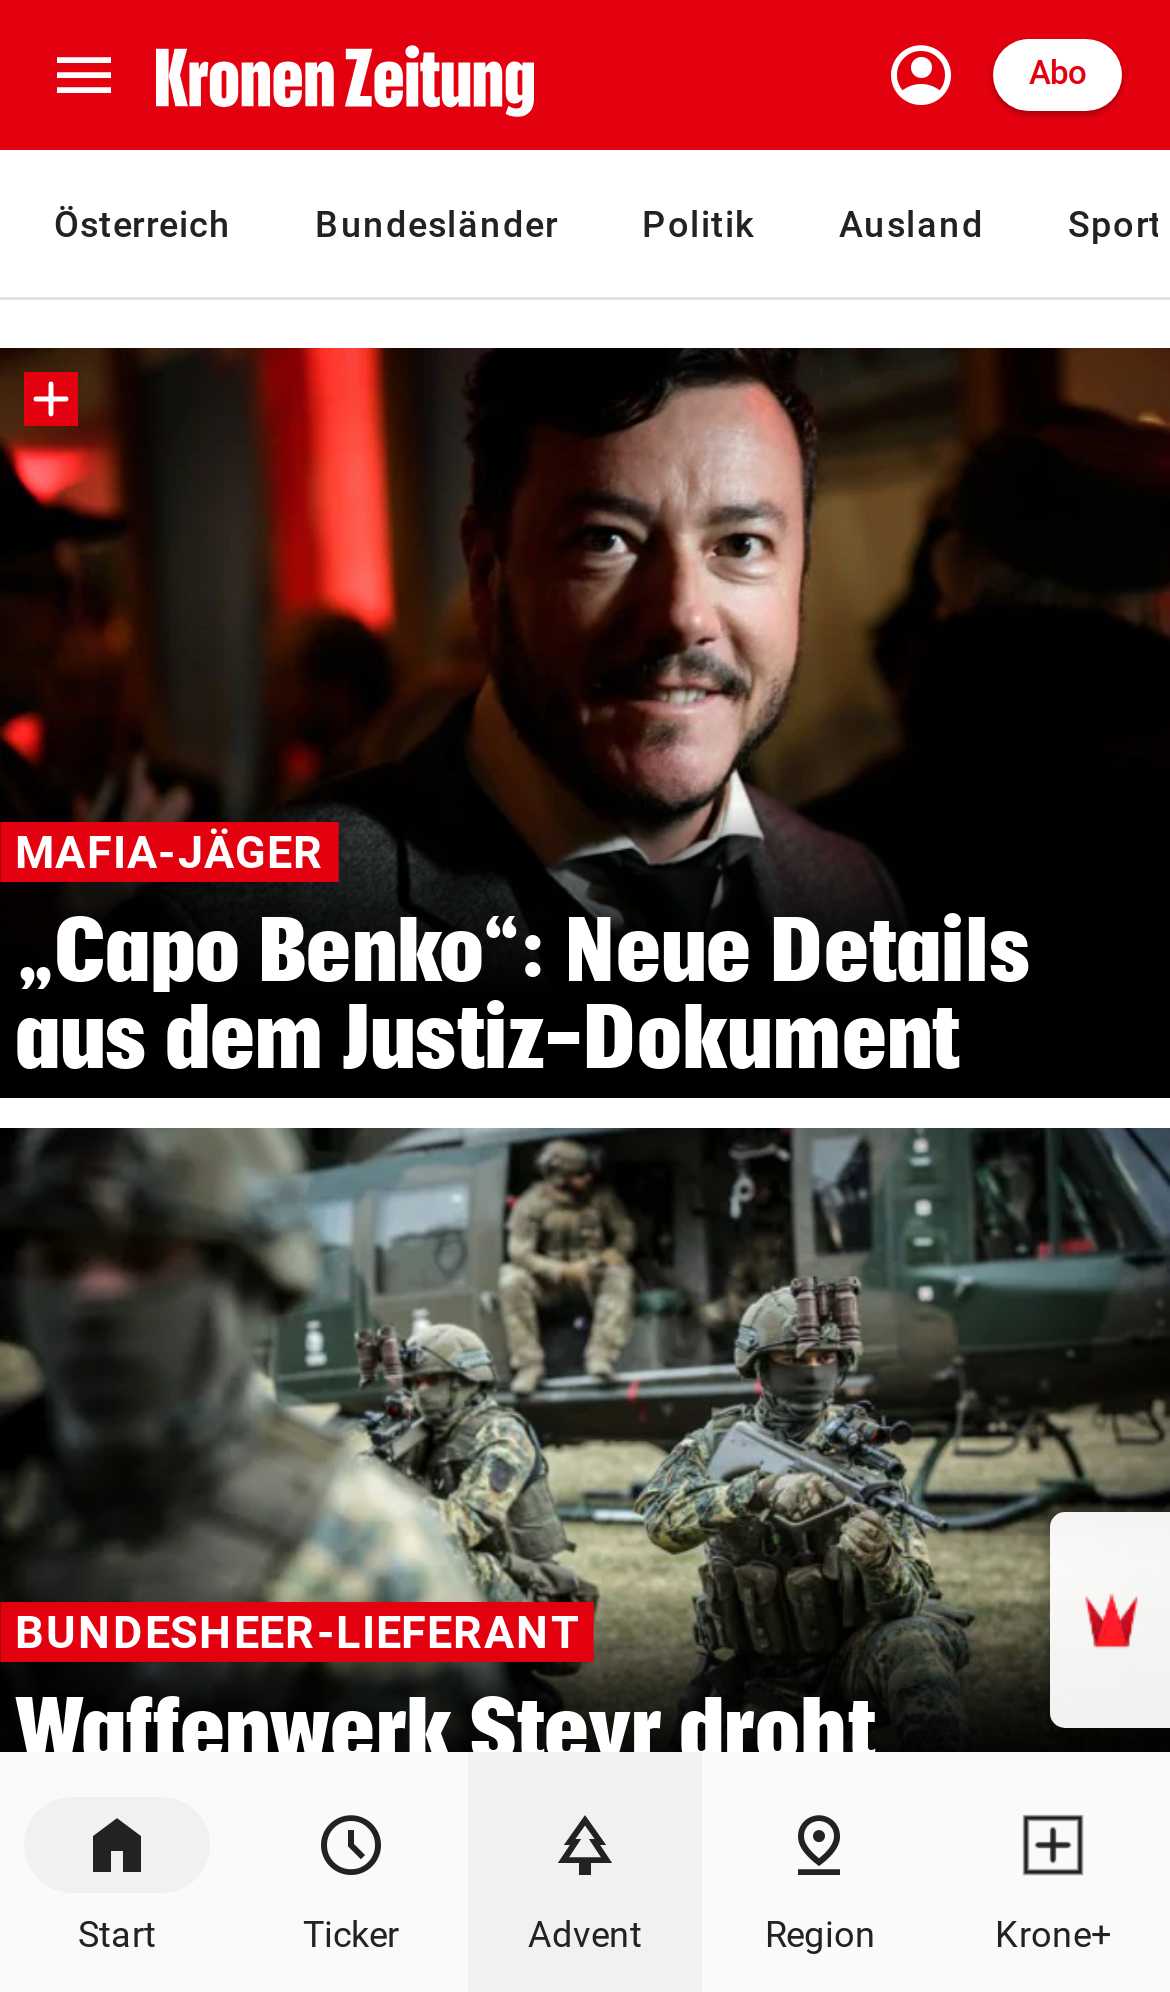 Kronen Zeitung
Abo
Österreich Bundesländer Politik Ausland Sport
MAFIA-JÄGER
„Capo Benko“: Neue Details
aus dem Justiz-Dokument
BUNDESHEER-LIEFERANT
Waffenwerk Steyr droht
Start Ticker Advent Region Krone+